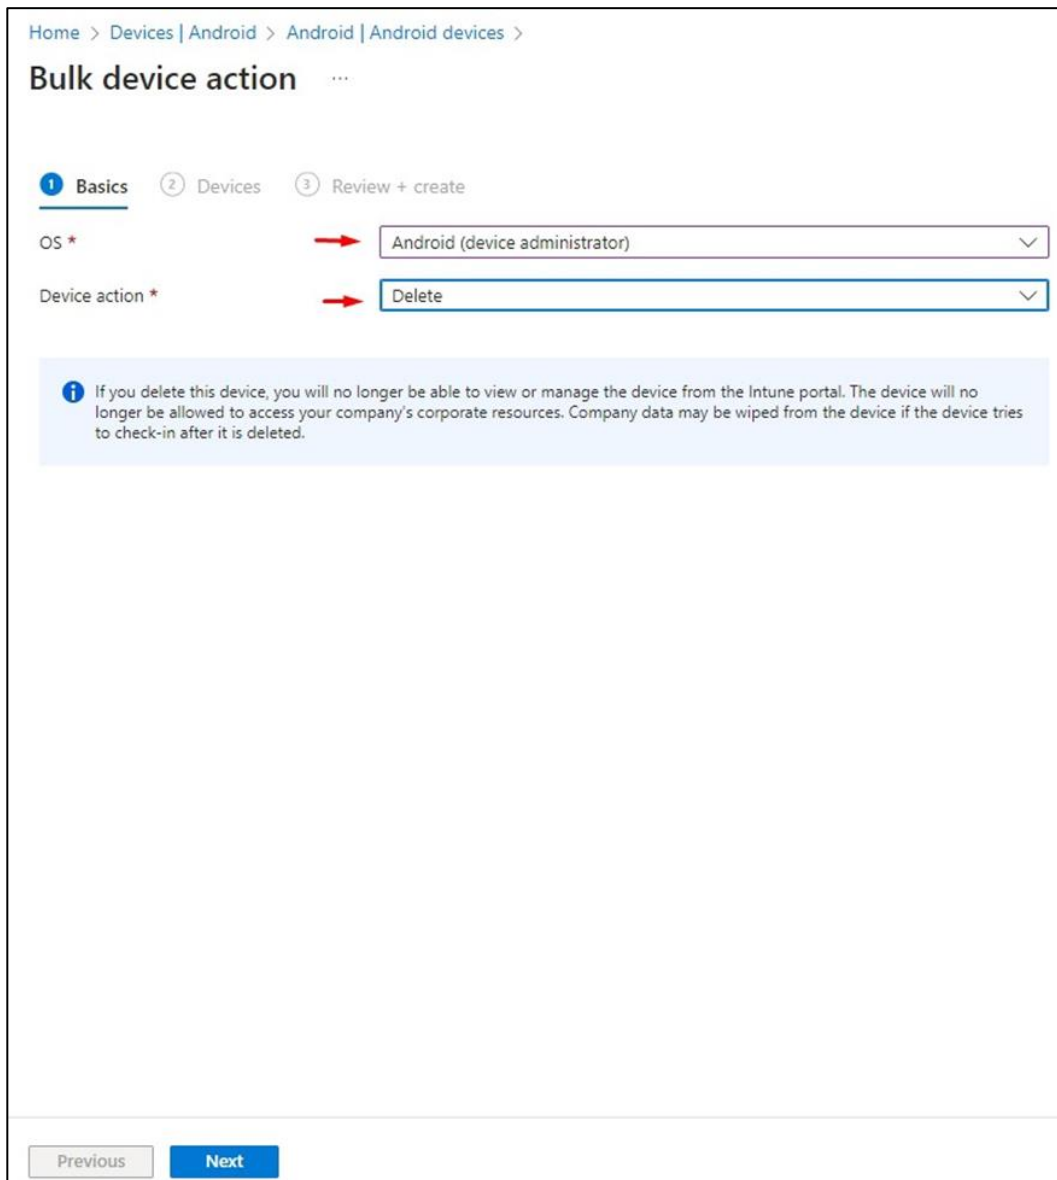 Home > Devices | Android > Android | Android devices >
Bulk device action ...
1 Basics 2 Devices 3 Review + create
OS * Android (device administrator)
Device action * Delete
If you delete this device, you will no longer be able to view or manage the device from the Intune portal. The device will no
longer be allowed to access your company's corporate resources. Company data may be wiped from the device if the device tries
to check-in after it is deleted.
Previous Next